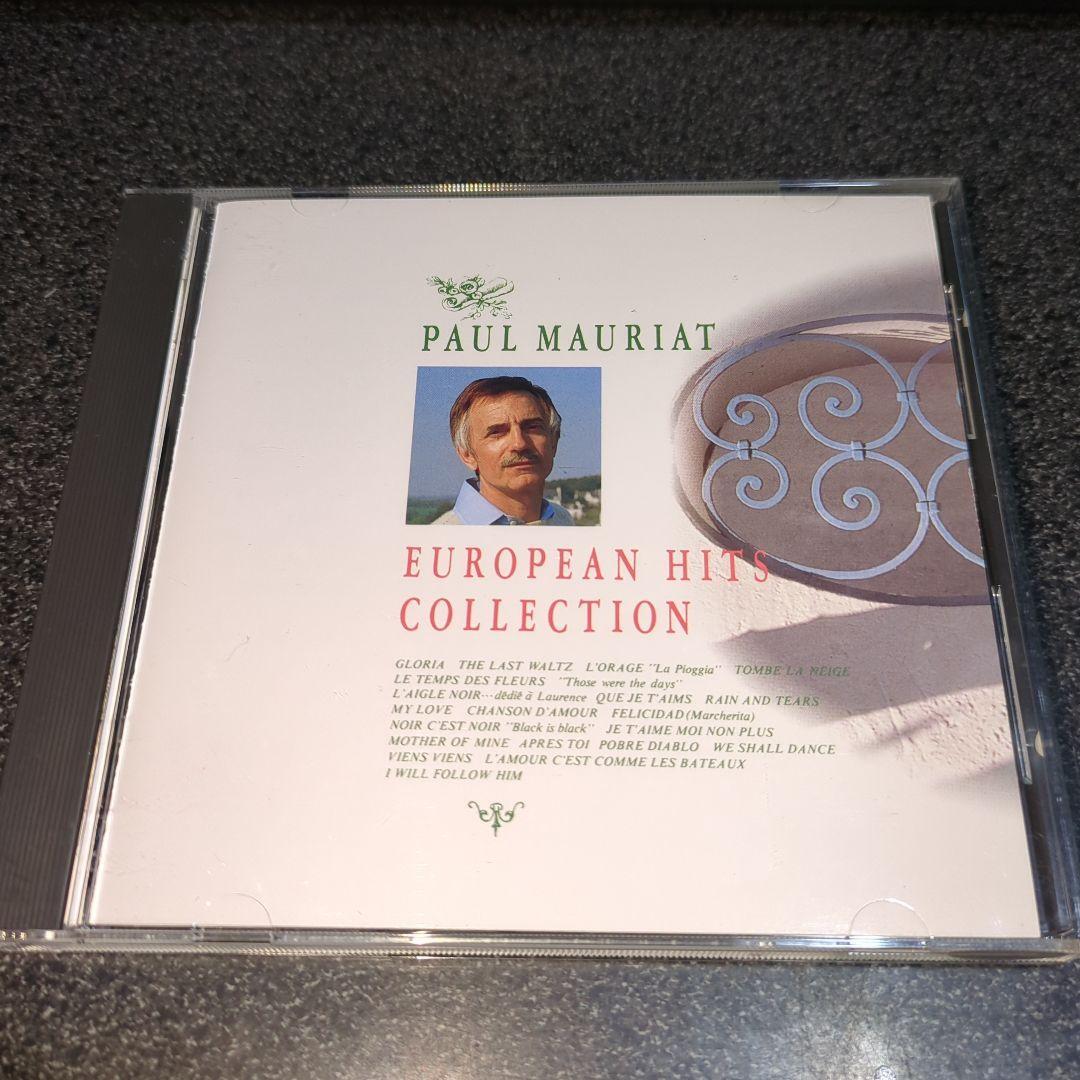 PAUL MAURIAT
EUROPEAN HITS
COLLECTION
GLORIA THE LAST WALTZ L'ORAGE "La Pioggia" TOMBE LA NEIGE
LE TEMPS DES FLEURS "Those were the days"
L'AIGLE NOIR…dédié à Laurence QUE JE T'AIMS RAIN AND TEARS
MY LOVE CHANSON D'AMOUR FELICIDAD (Marcherita)
NOIR C'EST NOIR "Black is black" JE T'AIME MOI NON PLUS
MOTHER OF MINE APRES TOI POBRE DIABLO WE SHALL DANCE
VIENS VIENS L'AMOUR C'EST COMME LES BATEAUX
I WILL FOLLOW HIM